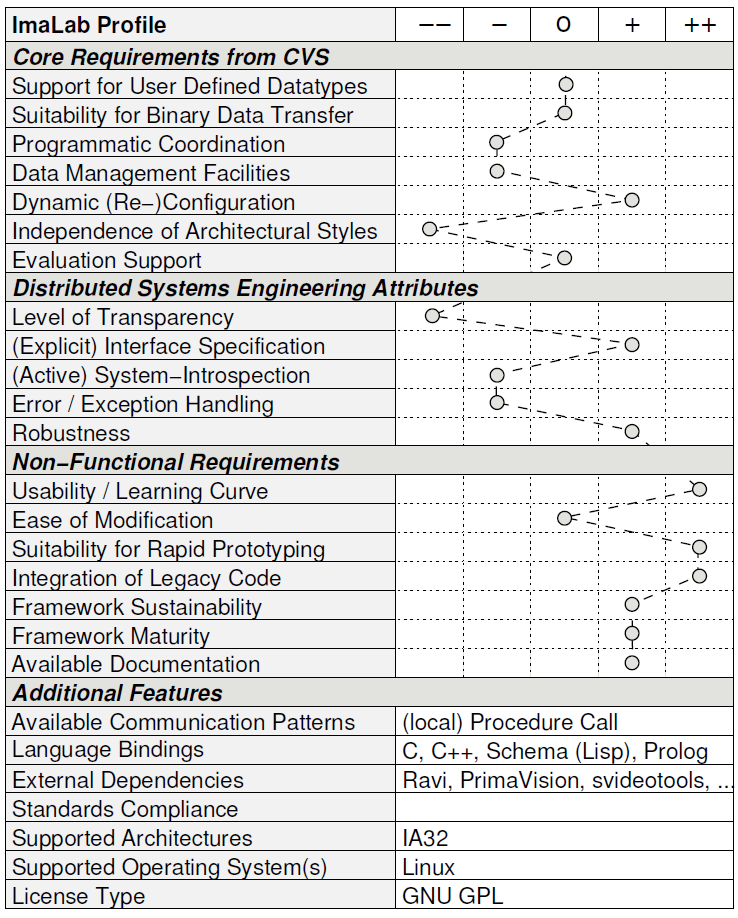 ImaLab Profile −− − O + ++
Core Requirements from CVS
Support for User Defined Datatypes
Suitability for Binary Data Transfer
Programmatic Coordination
Data Management Facilities
Dynamic (Re−)Configuration
Independence of Architectural Styles
Evaluation Support
Distributed Systems Engineering Attributes
Level of Transparency
(Explicit) Interface Specification
(Active) System−Introspection
Error / Exception Handling
Robustness
Non−Functional Requirements
Usability / Learning Curve
Ease of Modification
Suitability for Rapid Prototyping
Integration of Legacy Code
Framework Sustainability
Framework Maturity
Available Documentation
Additional Features
Available Communication Patterns (local) Procedure Call
Language Bindings C, C++, Schema (Lisp), Prolog
External Dependencies Ravi, PrimaVision, svideotools, ...
Standards Compliance
Supported Architectures IA32
Supported Operating System(s) Linux
License Type GNU GPL